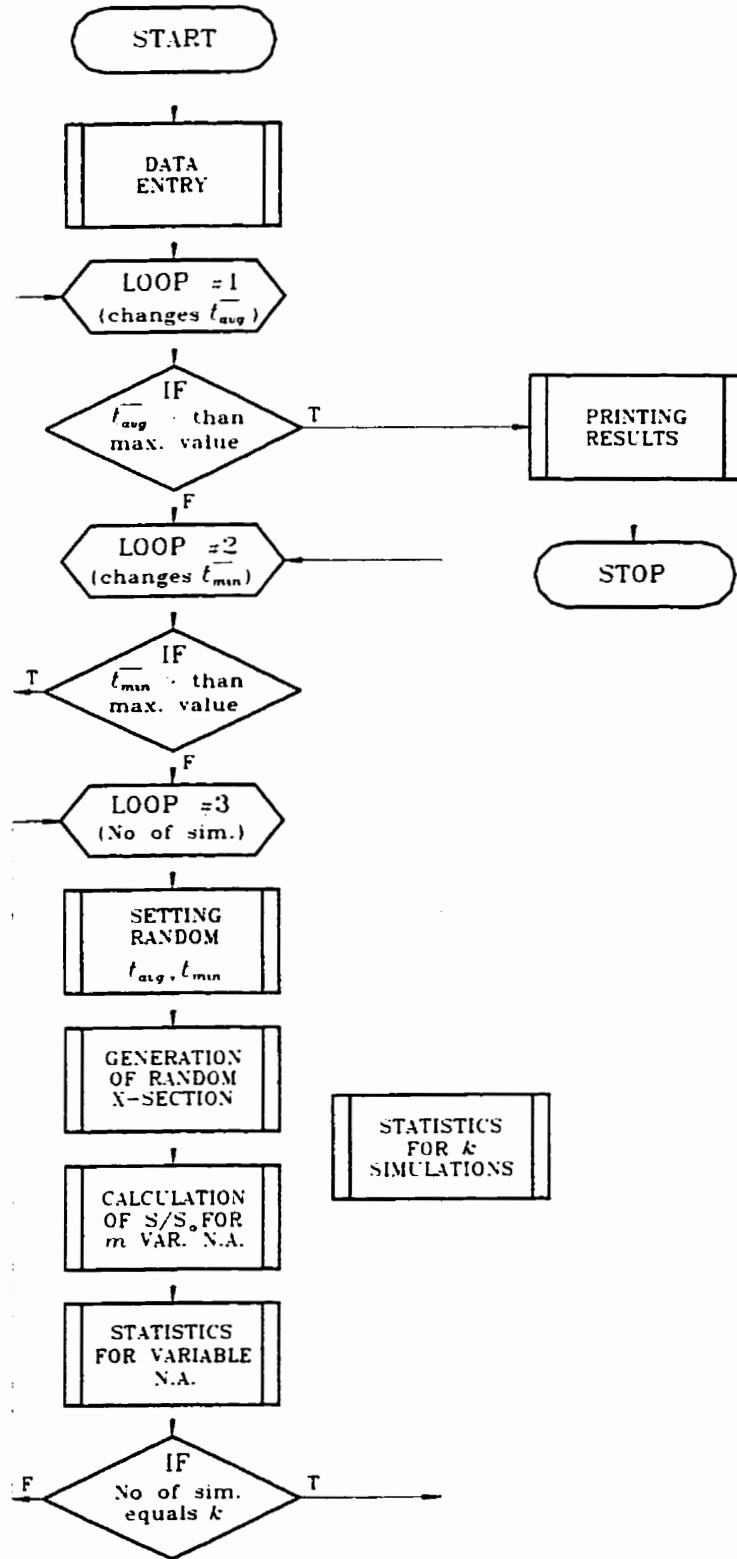 START
DATA
ENTRY
LOOP =1
(changes t̅avg)
IF
t̅avg · than
max. value
T
PRINTING
RESULTS
F
LOOP =2
(changes t̅min)
STOP
IF
t̅min · than
max. value
T
F
LOOP =3
(No of sim.)
SETTING
RANDOM
tavg, tmin
GENERATION
OF RANDOM
X-SECTION
STATISTICS
FOR k
SIMULATIONS
CALCULATION
OF S/S₀ FOR
m VAR. N.A.
STATISTICS
FOR VARIABLE
N.A.
IF
No of sim.
equals k
F
T